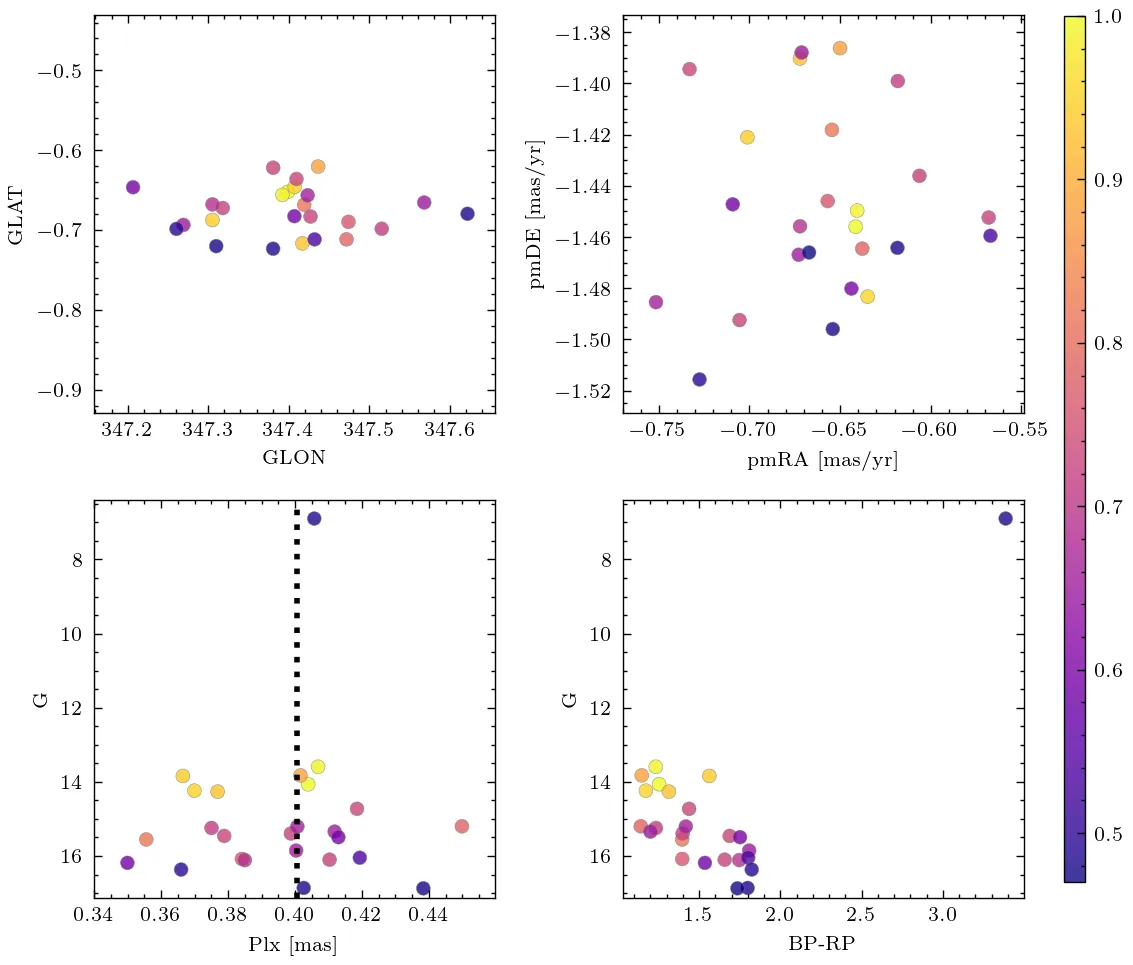 −0.5
−0.6
−0.7
−0.8
−0.9
GLAT
347.2 347.3 347.4 347.5 347.6
GLON
−1.38
−1.40
−1.42
−1.44
−1.46
−1.48
−1.50
−1.52
pmDE [mas/yr]
−0.75 −0.70 −0.65 −0.60 −0.55
pmRA [mas/yr]
8
10
12
14
16
G
0.34 0.36 0.38 0.40 0.42 0.44
Plx [mas]
8
10
12
14
16
G
1.5 2.0 2.5 3.0
BP-RP
1.0
0.9
0.8
0.7
0.6
0.5